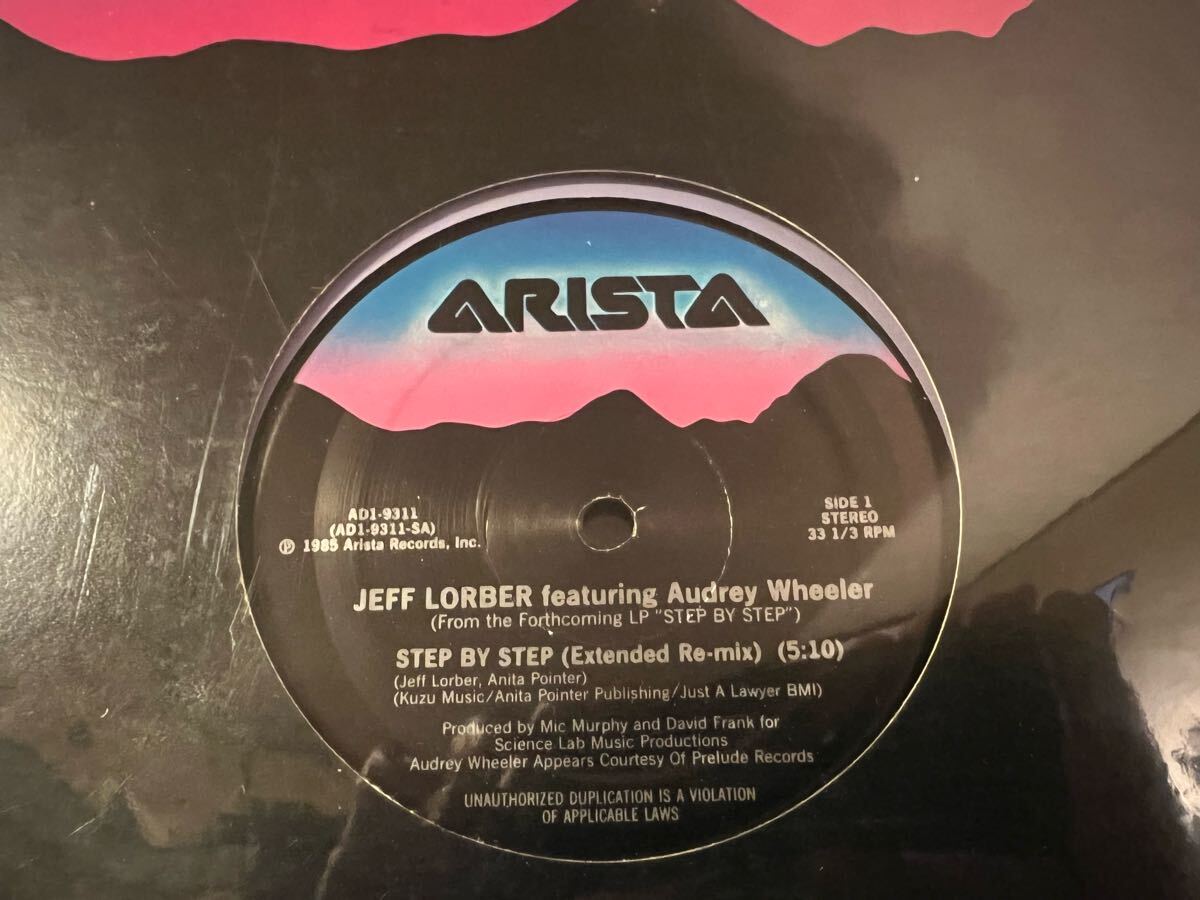 ARISTA
AD1-9311
(AD1-9311-SA)
℗ 1985 Arista Records, Inc.
SIDE 1
STEREO
33 1/3 RPM
JEFF LORBER featuring Audrey Wheeler
(From the Forthcoming LP "STEP BY STEP")
STEP BY STEP (Extended Re-mix) (5:10)
(Jeff Lorber, Anita Pointer)
(Kuzu Music/Anita Pointer Publishing/Just A Lawyer BMI)
Produced by Mic Murphy and David Frank for
Science Lab Music Productions
Audrey Wheeler Appears Courtesy Of Prelude Records
UNAUTHORIZED DUPLICATION IS A VIOLATION
OF APPLICABLE LAWS